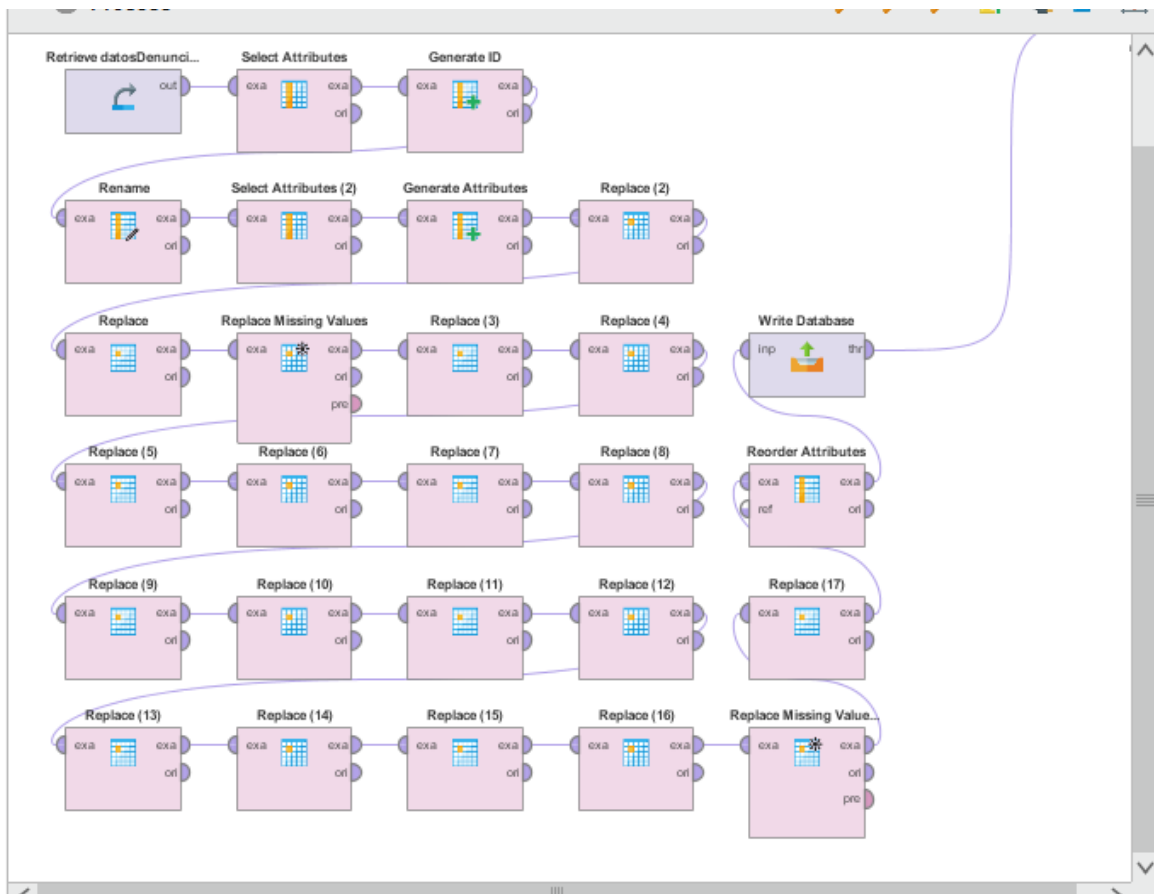 Process
Retrieve datosDenunci... Select Attributes Generate ID
out exa exa exa exa
ori ori
Rename Select Attributes (2) Generate Attributes Replace (2)
exa exa exa exa exa exa exa exa
ori ori ori ori
Replace Replace Missing Values Replace (3) Replace (4) Write Database
exa exa exa exa exa exa exa exa inp thr
ori ori ori ori
pre
Replace (5) Replace (6) Replace (7) Replace (8) Reorder Attributes
exa exa exa exa exa exa exa exa exa exa
ori ori ori ori ref ori
Replace (9) Replace (10) Replace (11) Replace (12) Replace (17)
exa exa exa exa exa exa exa exa exa exa
ori ori ori ori ori
Replace (13) Replace (14) Replace (15) Replace (16) Replace Missing Value...
exa exa exa exa exa exa exa exa exa exa
ori ori ori ori ori
pre